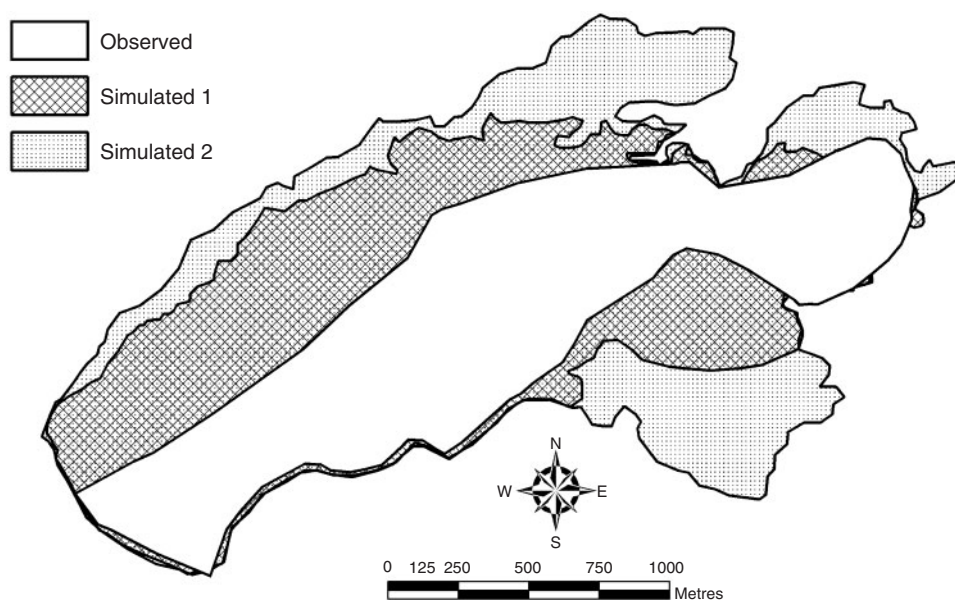 Observed
Simulated 1
Simulated 2
N
W E
S
0 125 250 500 750 1000
Metres